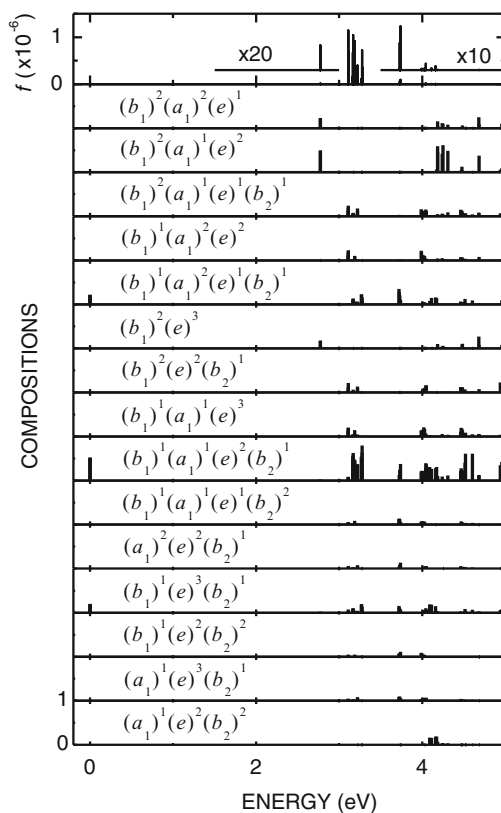 f (x10⁻⁶)
1
0
x20
x10
(b₁)²(a₁)²(e)¹
(b₁)²(a₁)¹(e)²
(b₁)²(a₁)¹(e)¹(b₂)¹
(b₁)¹(a₁)²(e)²
(b₁)¹(a₁)²(e)¹(b₂)¹
(b₁)²(e)³
(b₁)²(e)²(b₂)¹
(b₁)¹(a₁)¹(e)³
(b₁)¹(a₁)¹(e)²(b₂)¹
(b₁)¹(a₁)¹(e)¹(b₂)²
(a₁)²(e)²(b₂)¹
(b₁)¹(e)³(b₂)¹
(b₁)¹(e)²(b₂)²
(a₁)¹(e)³(b₂)¹
(a₁)¹(e)²(b₂)²
COMPOSITIONS
1
0
0 2 4
ENERGY (eV)